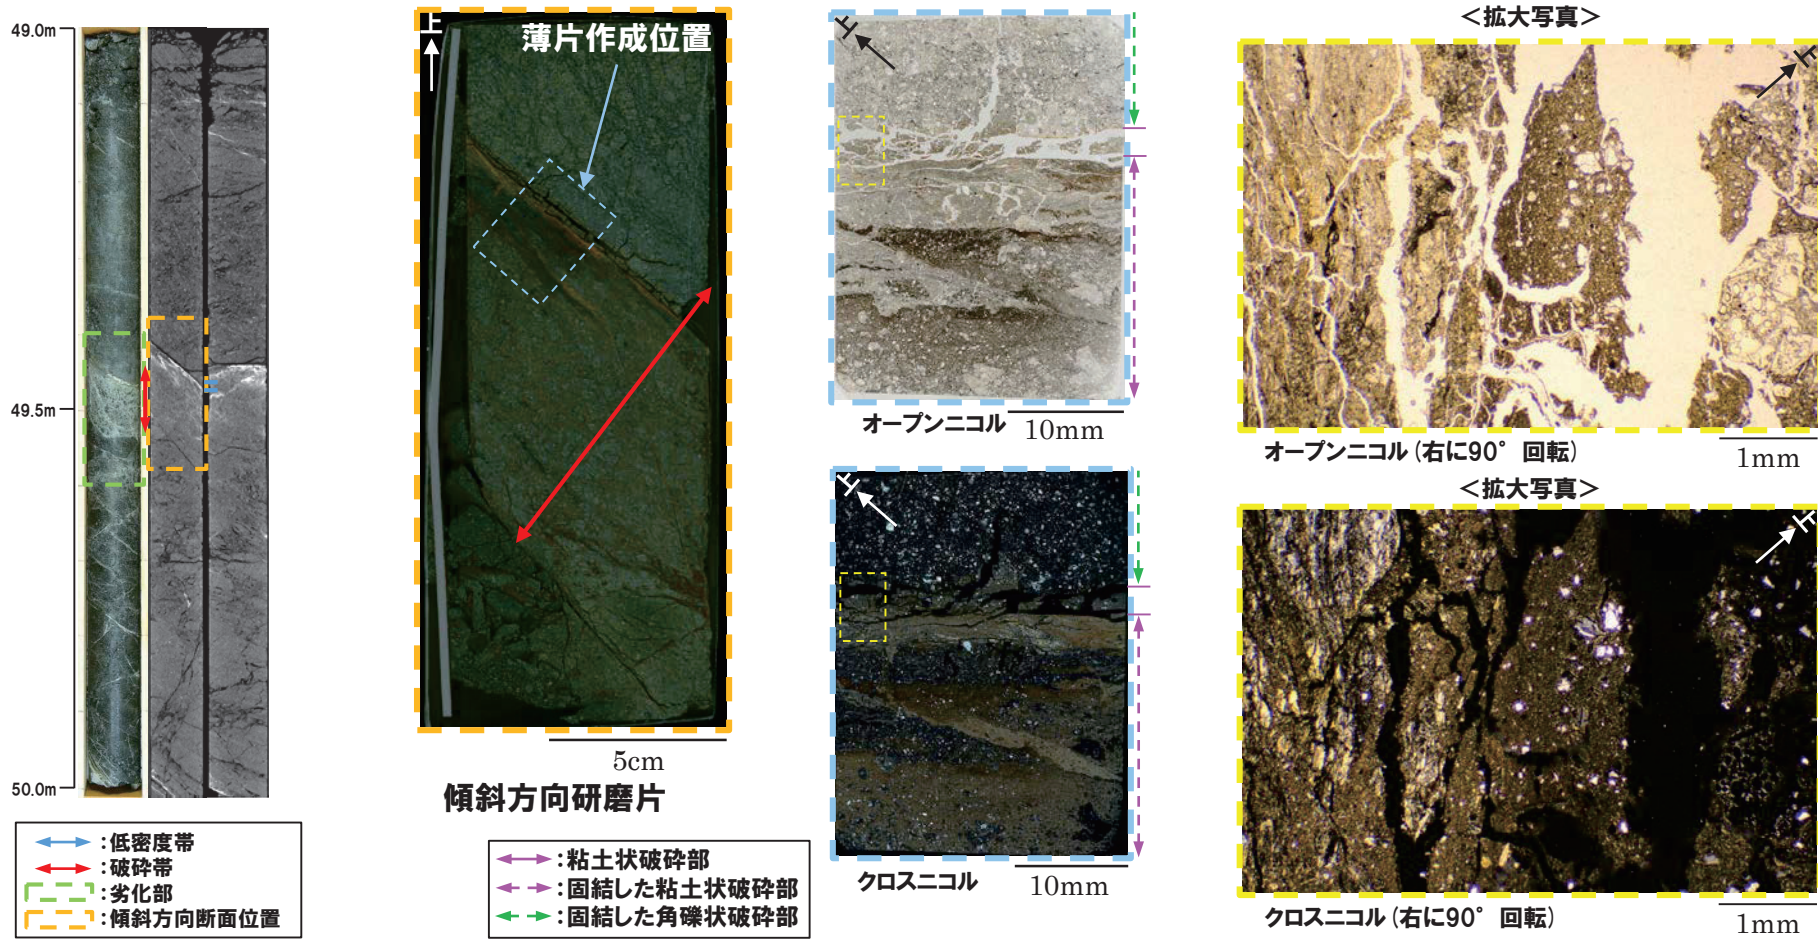 49.0m
49.5m
50.0m
:低密度帯
:破砕帯
:劣化部
:傾斜方向断面位置
上
薄片作成位置
5cm
傾斜方向研磨片
:粘土状破砕部
:固結した粘土状破砕部
:固結した角礫状破砕部
上
オープンニコル
10mm
上
クロスニコル
10mm
<拡大写真>
上
オープンニコル(右に90°回転)
1mm
<拡大写真>
上
クロスニコル(右に90°回転)
1mm